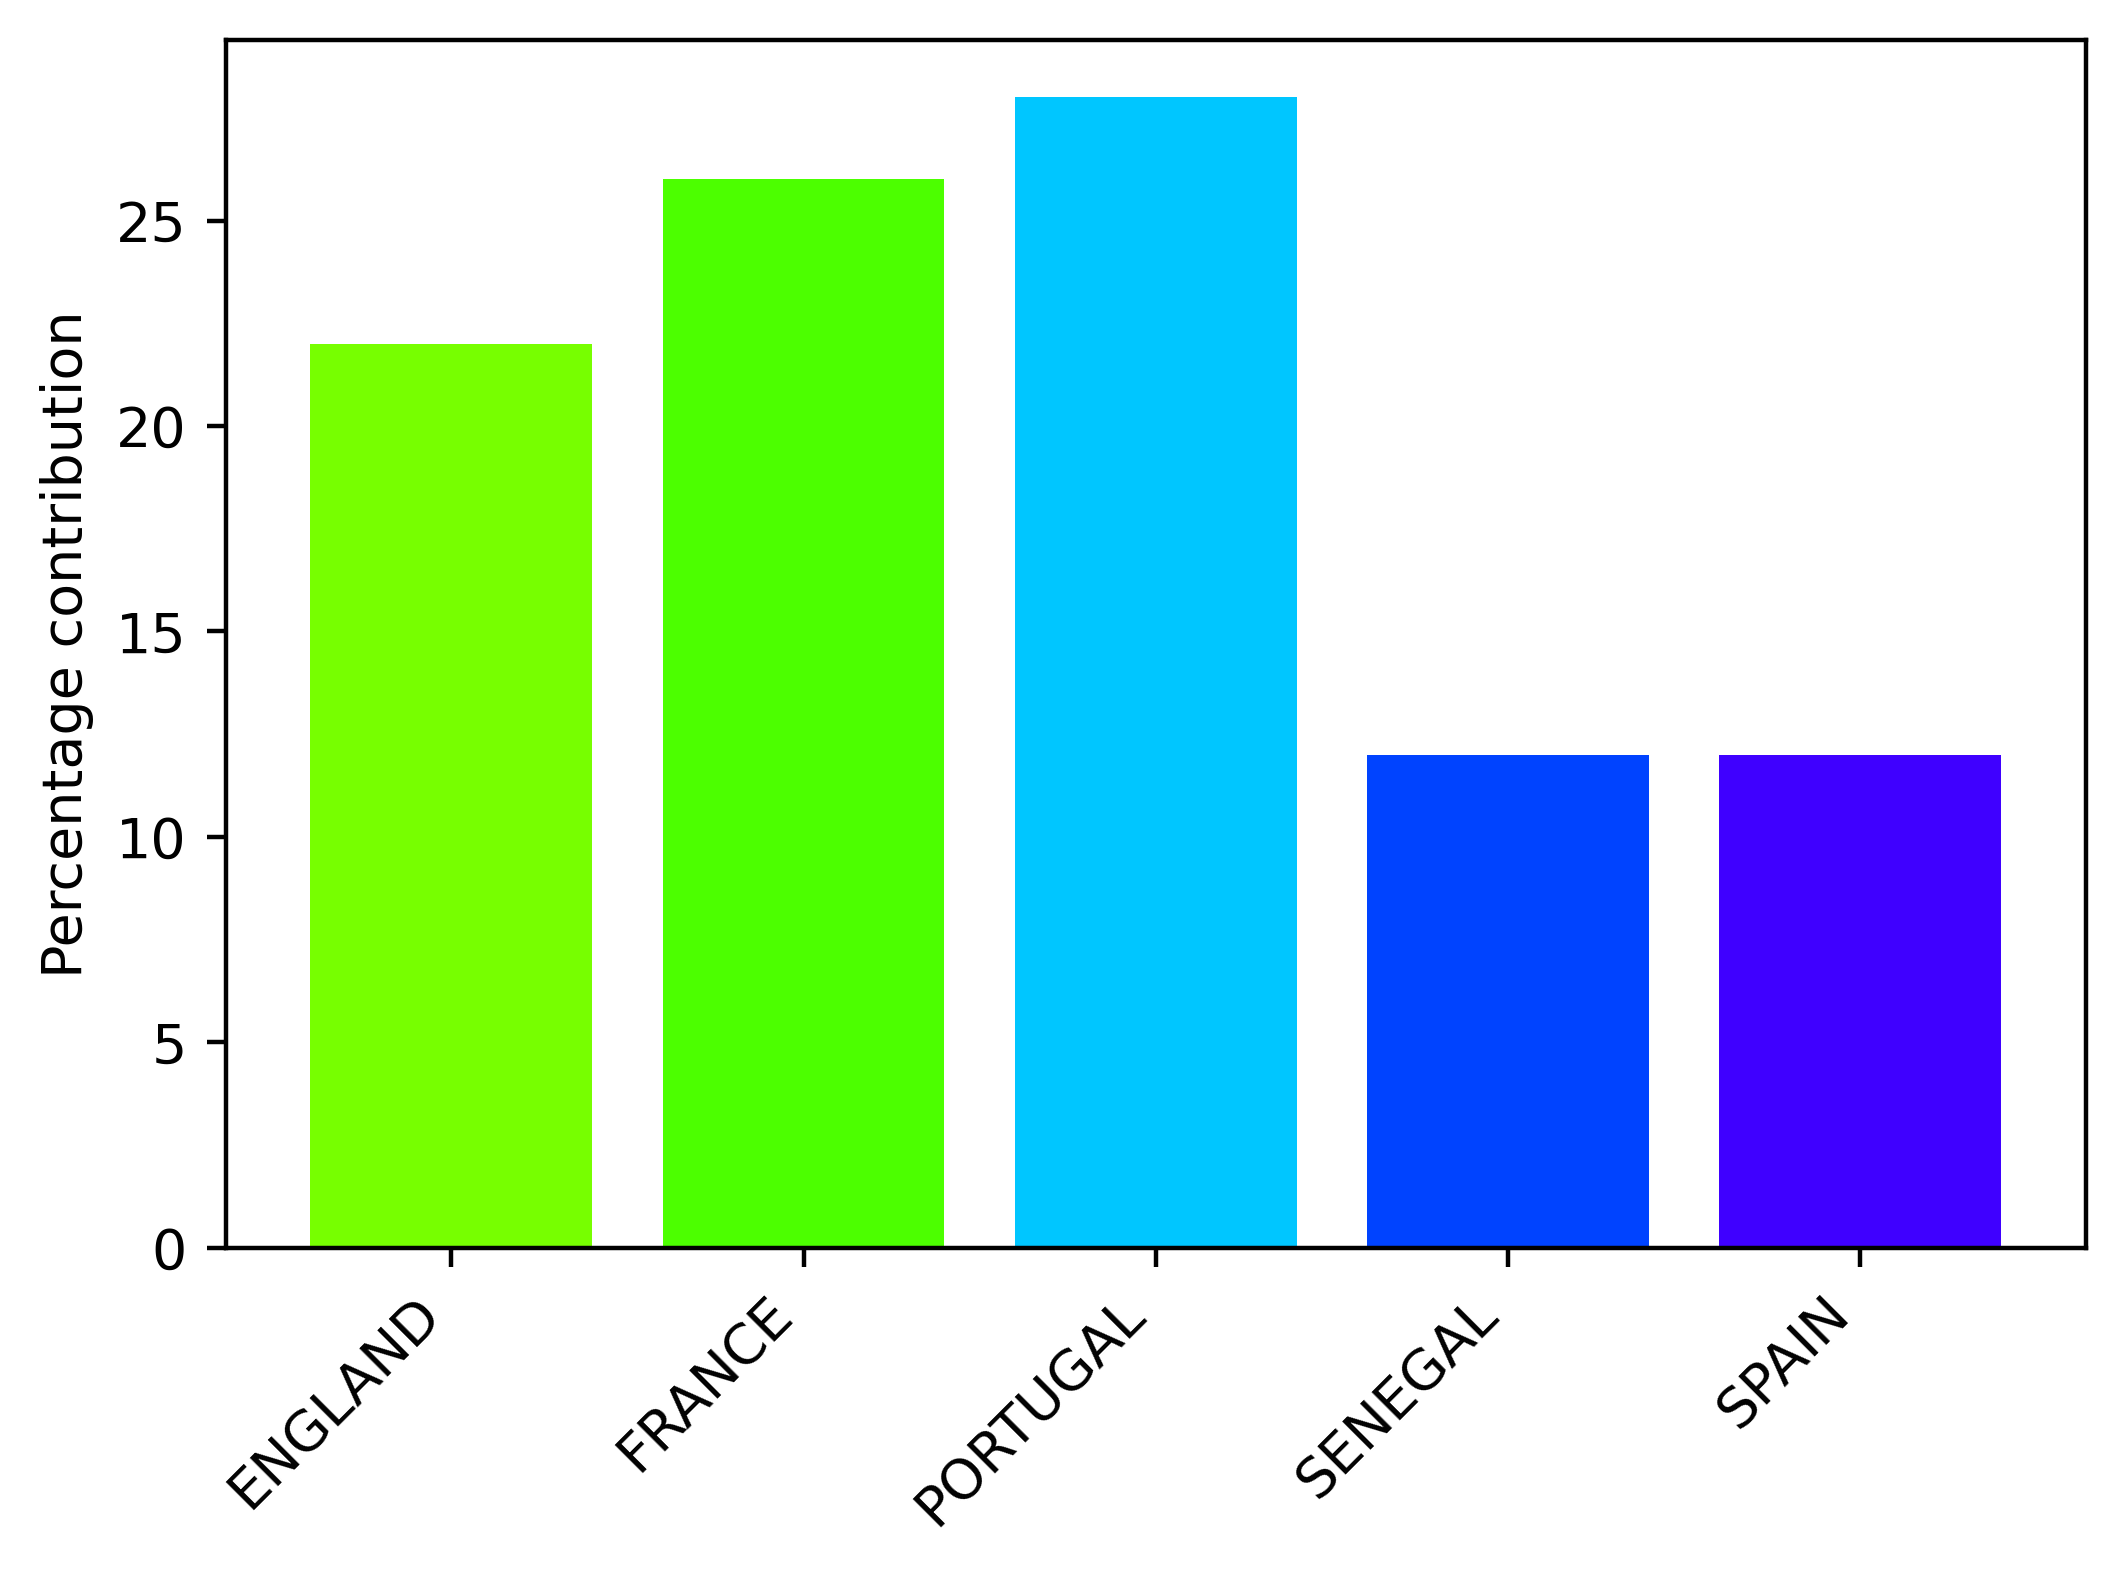 Percentage contribution
25
20
15
10
5
0
ENGLAND
FRANCE
PORTUGAL
SENEGAL
SPAIN